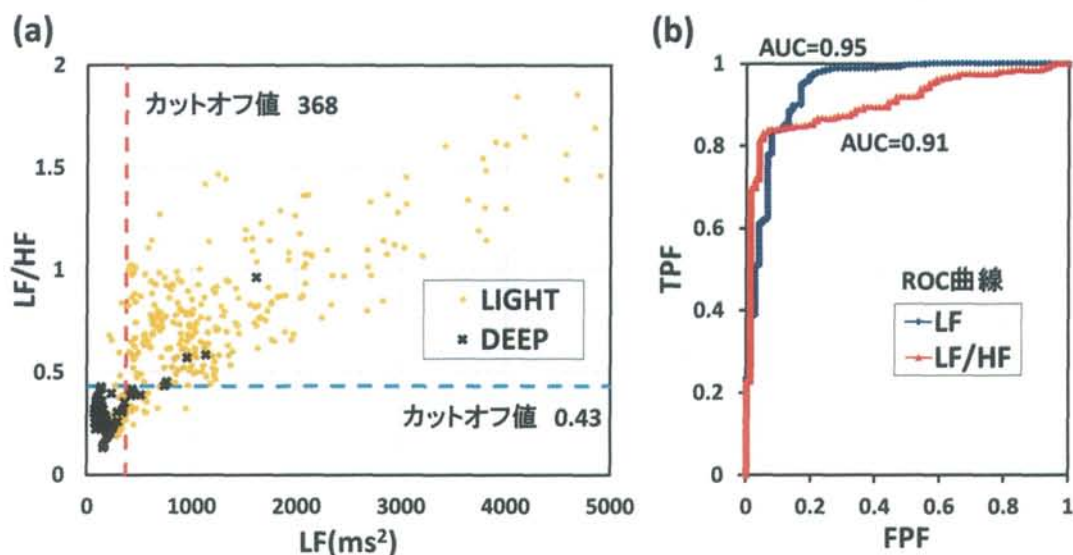 (a)
2
1.5
1
0.5
0
LF/HF
カットオフ値 368
LIGHT
DEEP
カットオフ値 0.43
0 1000 2000 3000 4000 5000
LF(ms²)
(b)
AUC=0.95
1
0.8
0.6
0.4
0.2
0
TPF
AUC=0.91
ROC曲線
LF
LF/HF
0 0.2 0.4 0.6 0.8 1
FPF